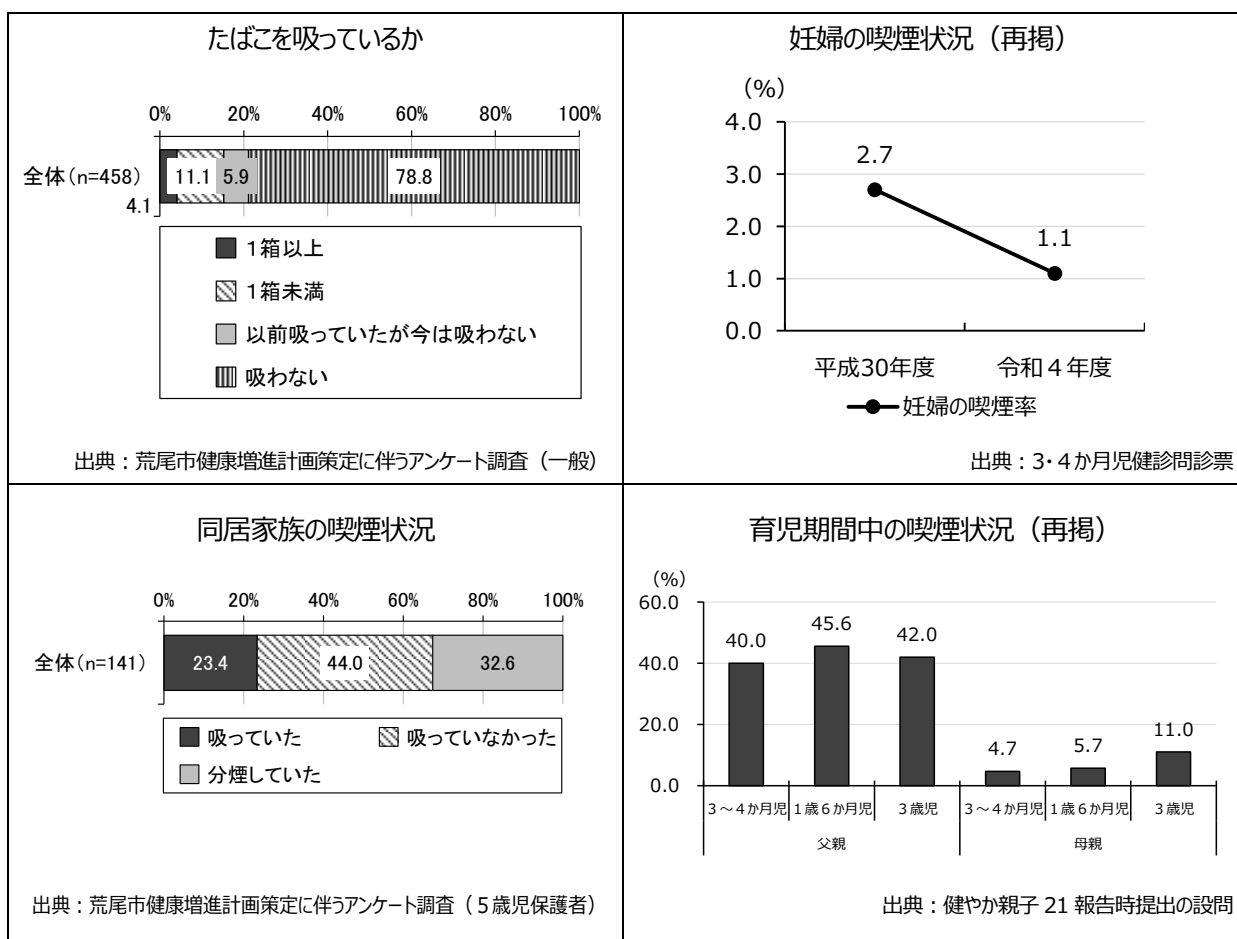 たばこを吸っているか
0% 20% 40% 60% 80% 100%
全体(n=458) 11.1 5.9 78.8
4.1
1箱以上
1箱未満
以前吸っていたが今は吸わない
吸わない
出典：荒尾市健康増進計画策定に伴うアンケート調査（一般）
妊婦の喫煙状況（再掲）
（%）
4.0
3.0
2.0
1.0
0.0
2.7
1.1
平成30年度 令和４年度
妊婦の喫煙率
出典：3・４か月児健診問診票
同居家族の喫煙状況
0% 20% 40% 60% 80% 100%
全体(n=141) 23.4 44.0 32.6
吸っていた 吸っていなかった
分煙していた
出典：荒尾市健康増進計画策定に伴うアンケート調査（５歳児保護者）
育児期間中の喫煙状況（再掲）
（%）
60.0
40.0
20.0
0.0
40.0 45.6 42.0 4.7 5.7 11.0
３～４か月児 １歳６か月児 ３歳児 ３～４か月児 １歳６か月児 ３歳児
父親 母親
出典：健やか親子 21 報告時提出の設問